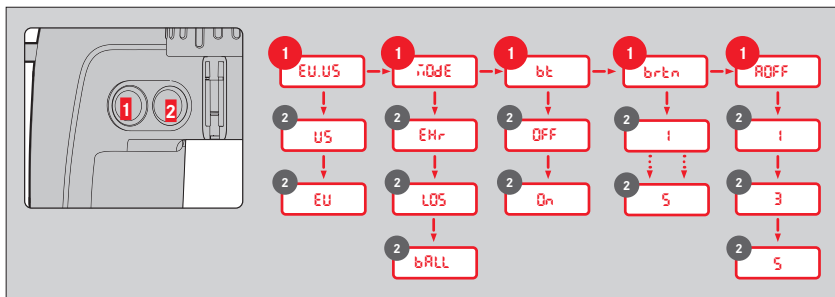 1 2
1 1 1 1 1
EU.US MOdE bt brtn AOFF
2 2 2 2 2
US EHr OFF 1 1
2 2 2 2 2
EU LOS On 5 3
2 2
bALL 5